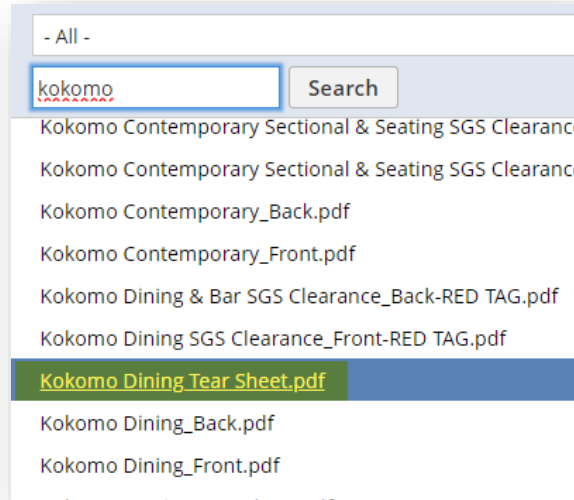 - All -
kokomo
Search
Kokomo Contemporary Sectional & Seating SGS
Kokomo Contemporary Sectional & Seating SGS
Kokomo Contemporary_Back.pdf
Kokomo Contemporary_Front.pdf
Kokomo Dining & Bar SGS Clearance_Back-RED TAG.pdf
Kokomo Dining SGS Clearance_Front-RED TAG.pdf
Kokomo Dining Tear Sheet.pdf
Kokomo Dining_Back.pdf
Kokomo Dining_Front.pdf